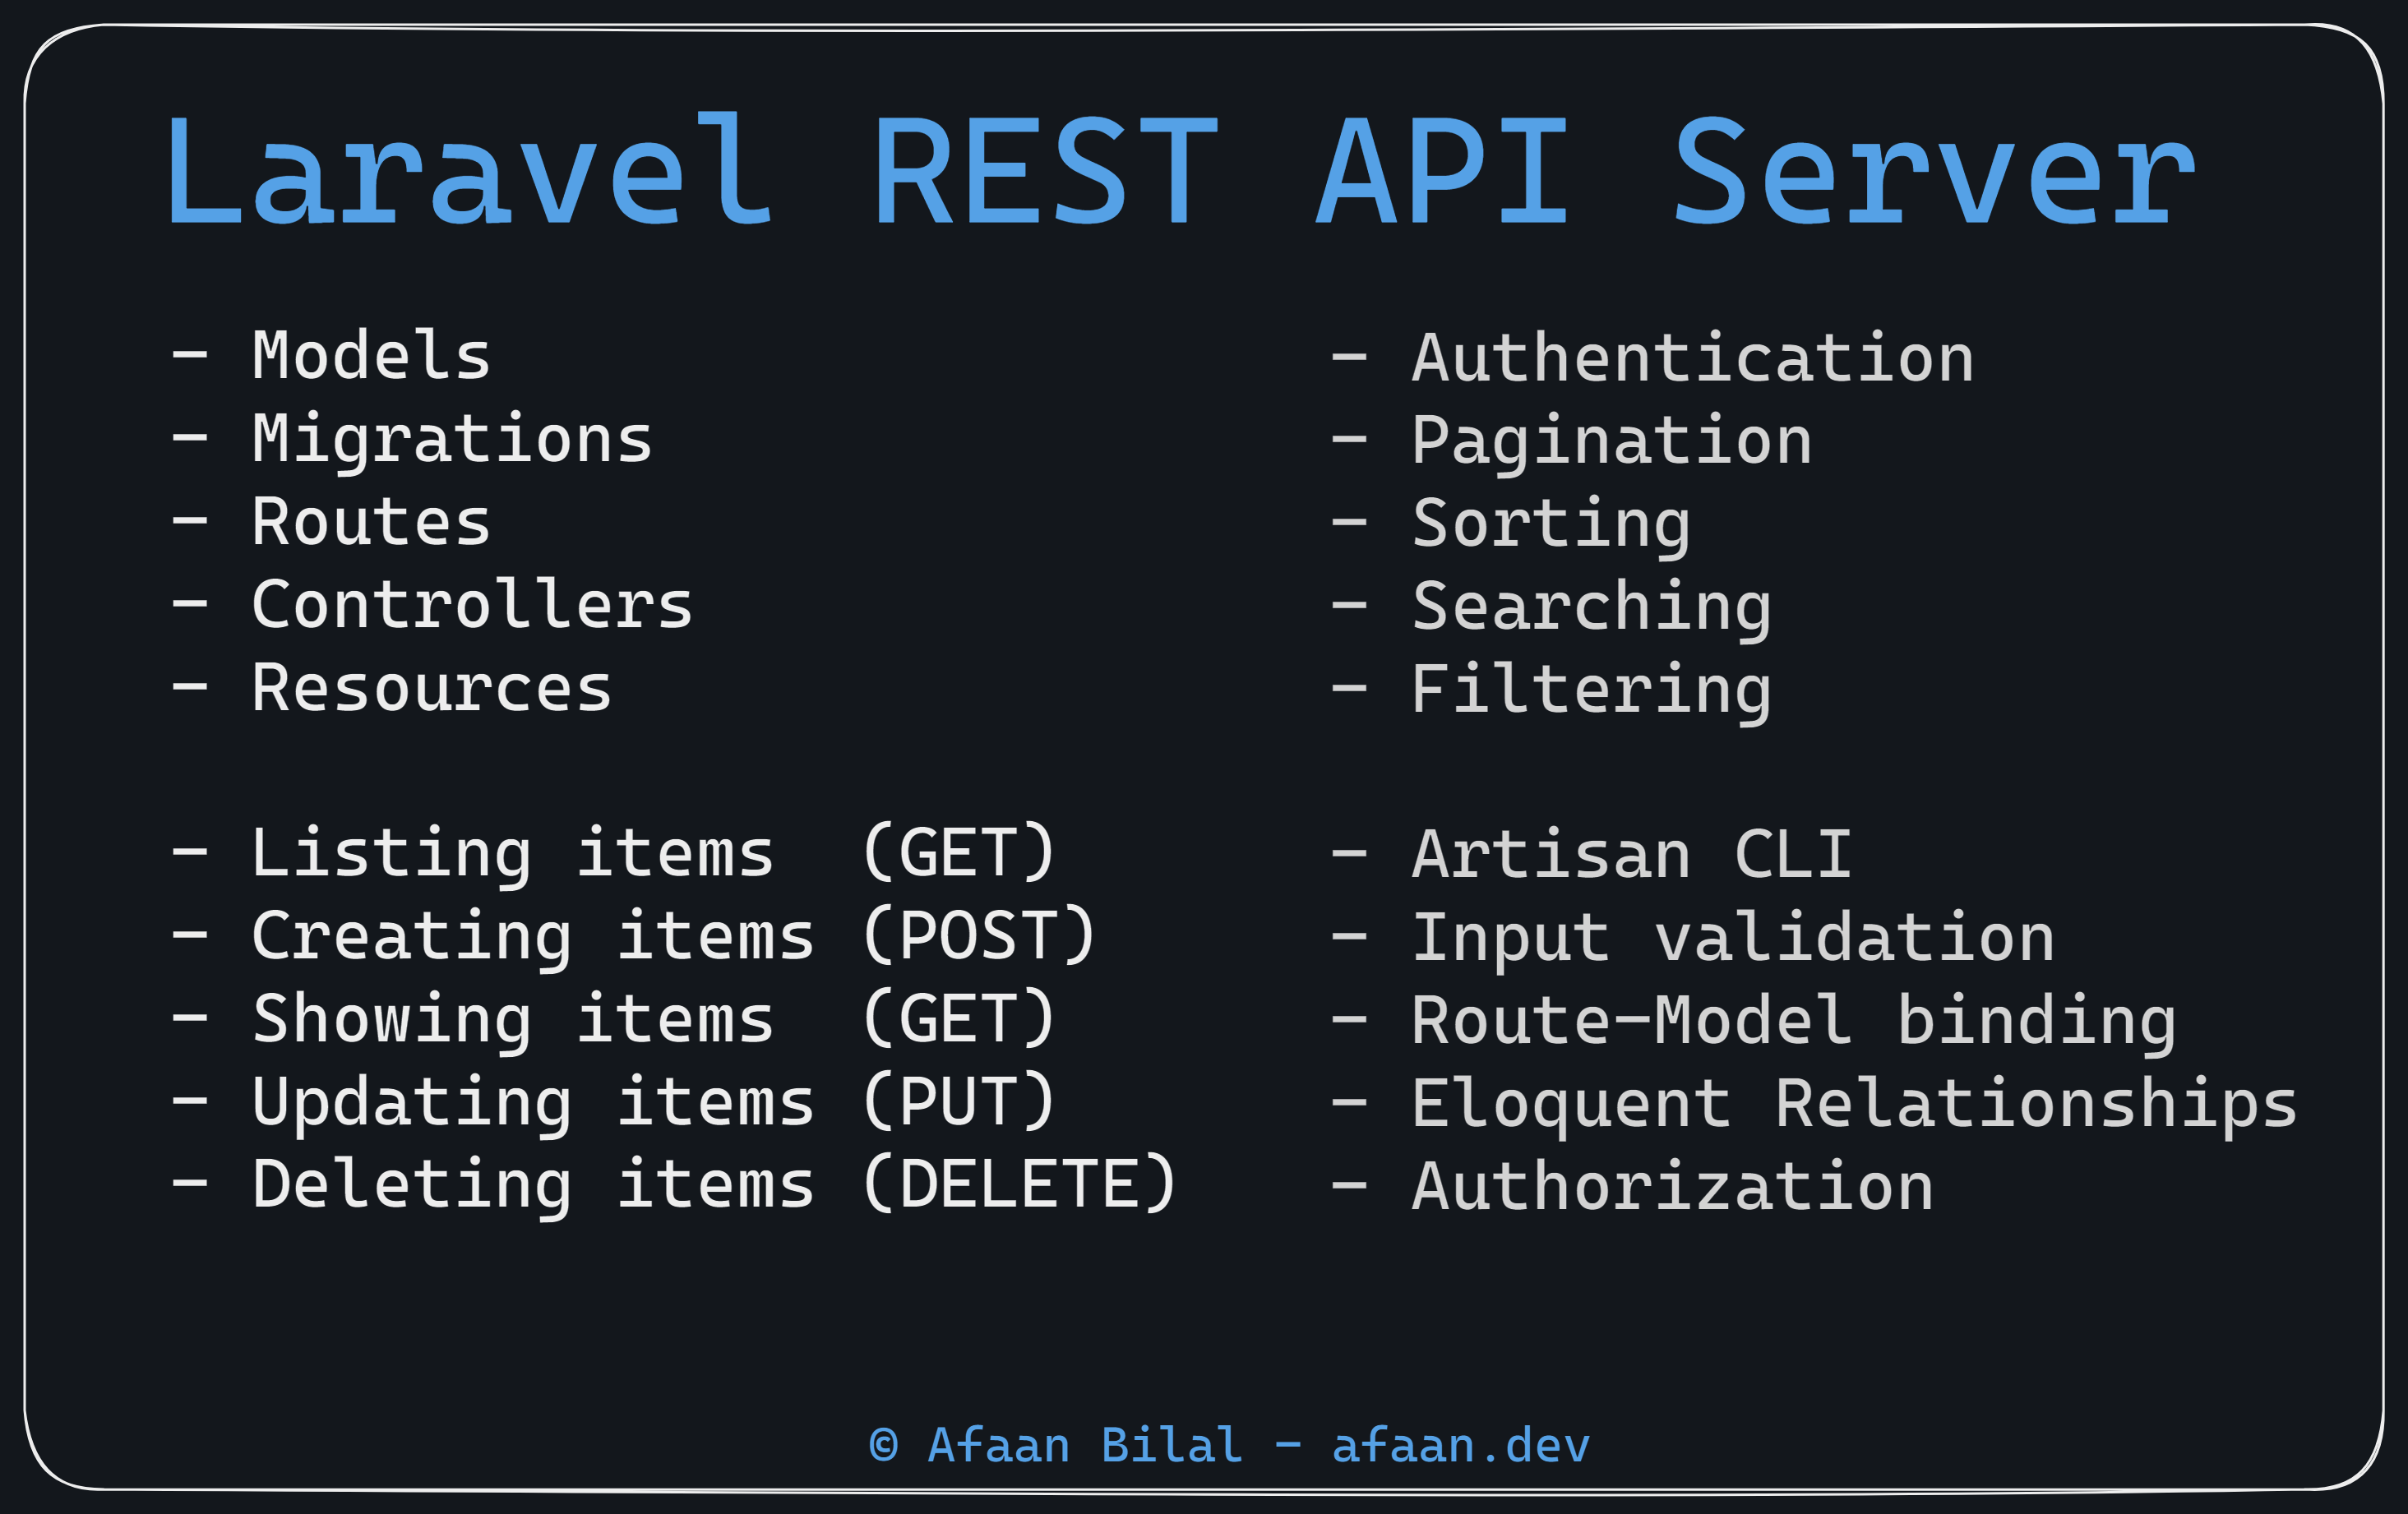 Laravel REST API Server
- Models
- Migrations
- Routes
- Controllers
- Resources
- Listing items (GET)
- Creating items (POST)
- Showing items (GET)
- Updating items (PUT)
- Deleting items (DELETE)
- Authentication
- Pagination
- Sorting
- Searching
- Filtering
- Artisan CLI
- Input validation
- Route-Model binding
- Eloquent Relationships
- Authorization
© Afaan Bilal - afaan.dev